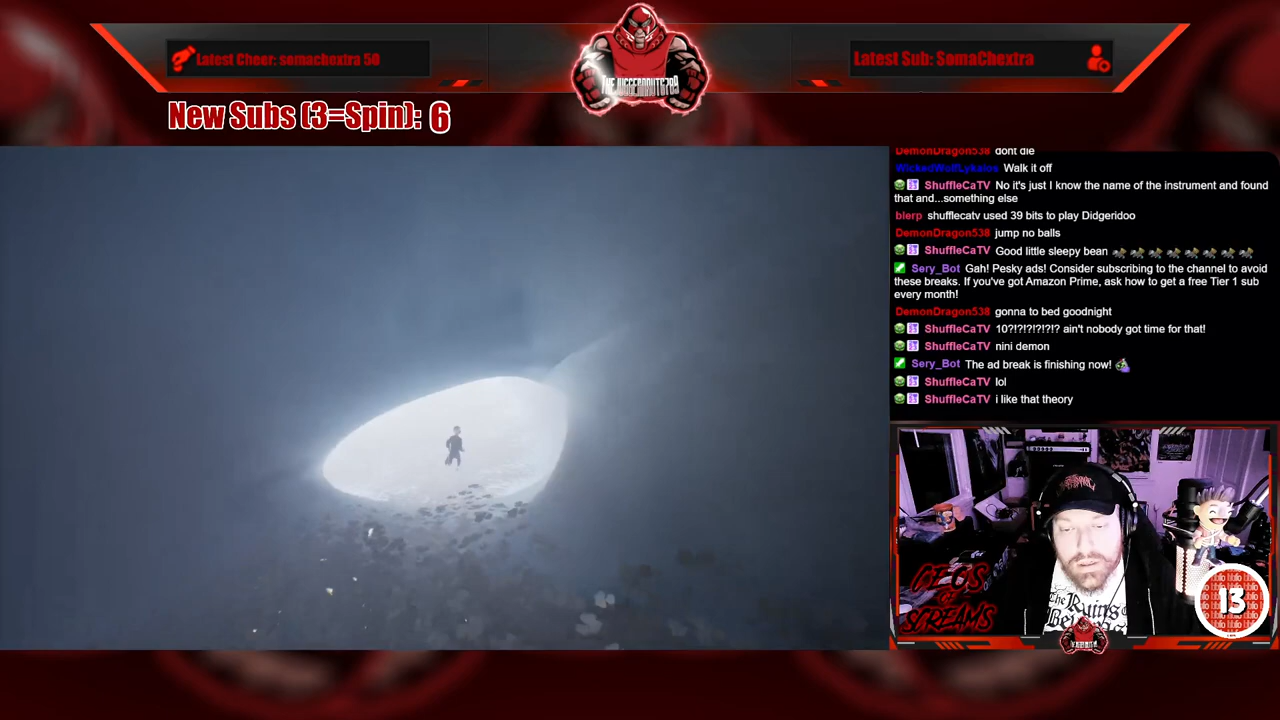 Latest Cheer: somachextra 50
THEJUGGERNAUT6789
Latest Sub: SomaChextra
New Subs (3=Spin): 6
DemonDragon538 dont die
WickedWolfLykaios Walk it off
ShuffleCaTV No it's just I know the name of the instrument and found
that and...something else
blerp shufflecatv used 39 bits to play Didgeridoo
DemonDragon538 jump no balls
ShuffleCaTV Good little sleepy bean
Sery_Bot Gah! Pesky ads! Consider subscribing to the channel to avoid
these breaks. If you've got Amazon Prime, ask how to get a free Tier 1 sub
every month!
DemonDragon538 gonna to bed goodnight
ShuffleCaTV 10?!?!?!?!?!? ain't nobody got time for that!
ShuffleCaTV nini demon
Sery_Bot The ad break is finishing now!
ShuffleCaTV lol
ShuffleCaTV i like that theory
SCREAMS
The Ruins
13